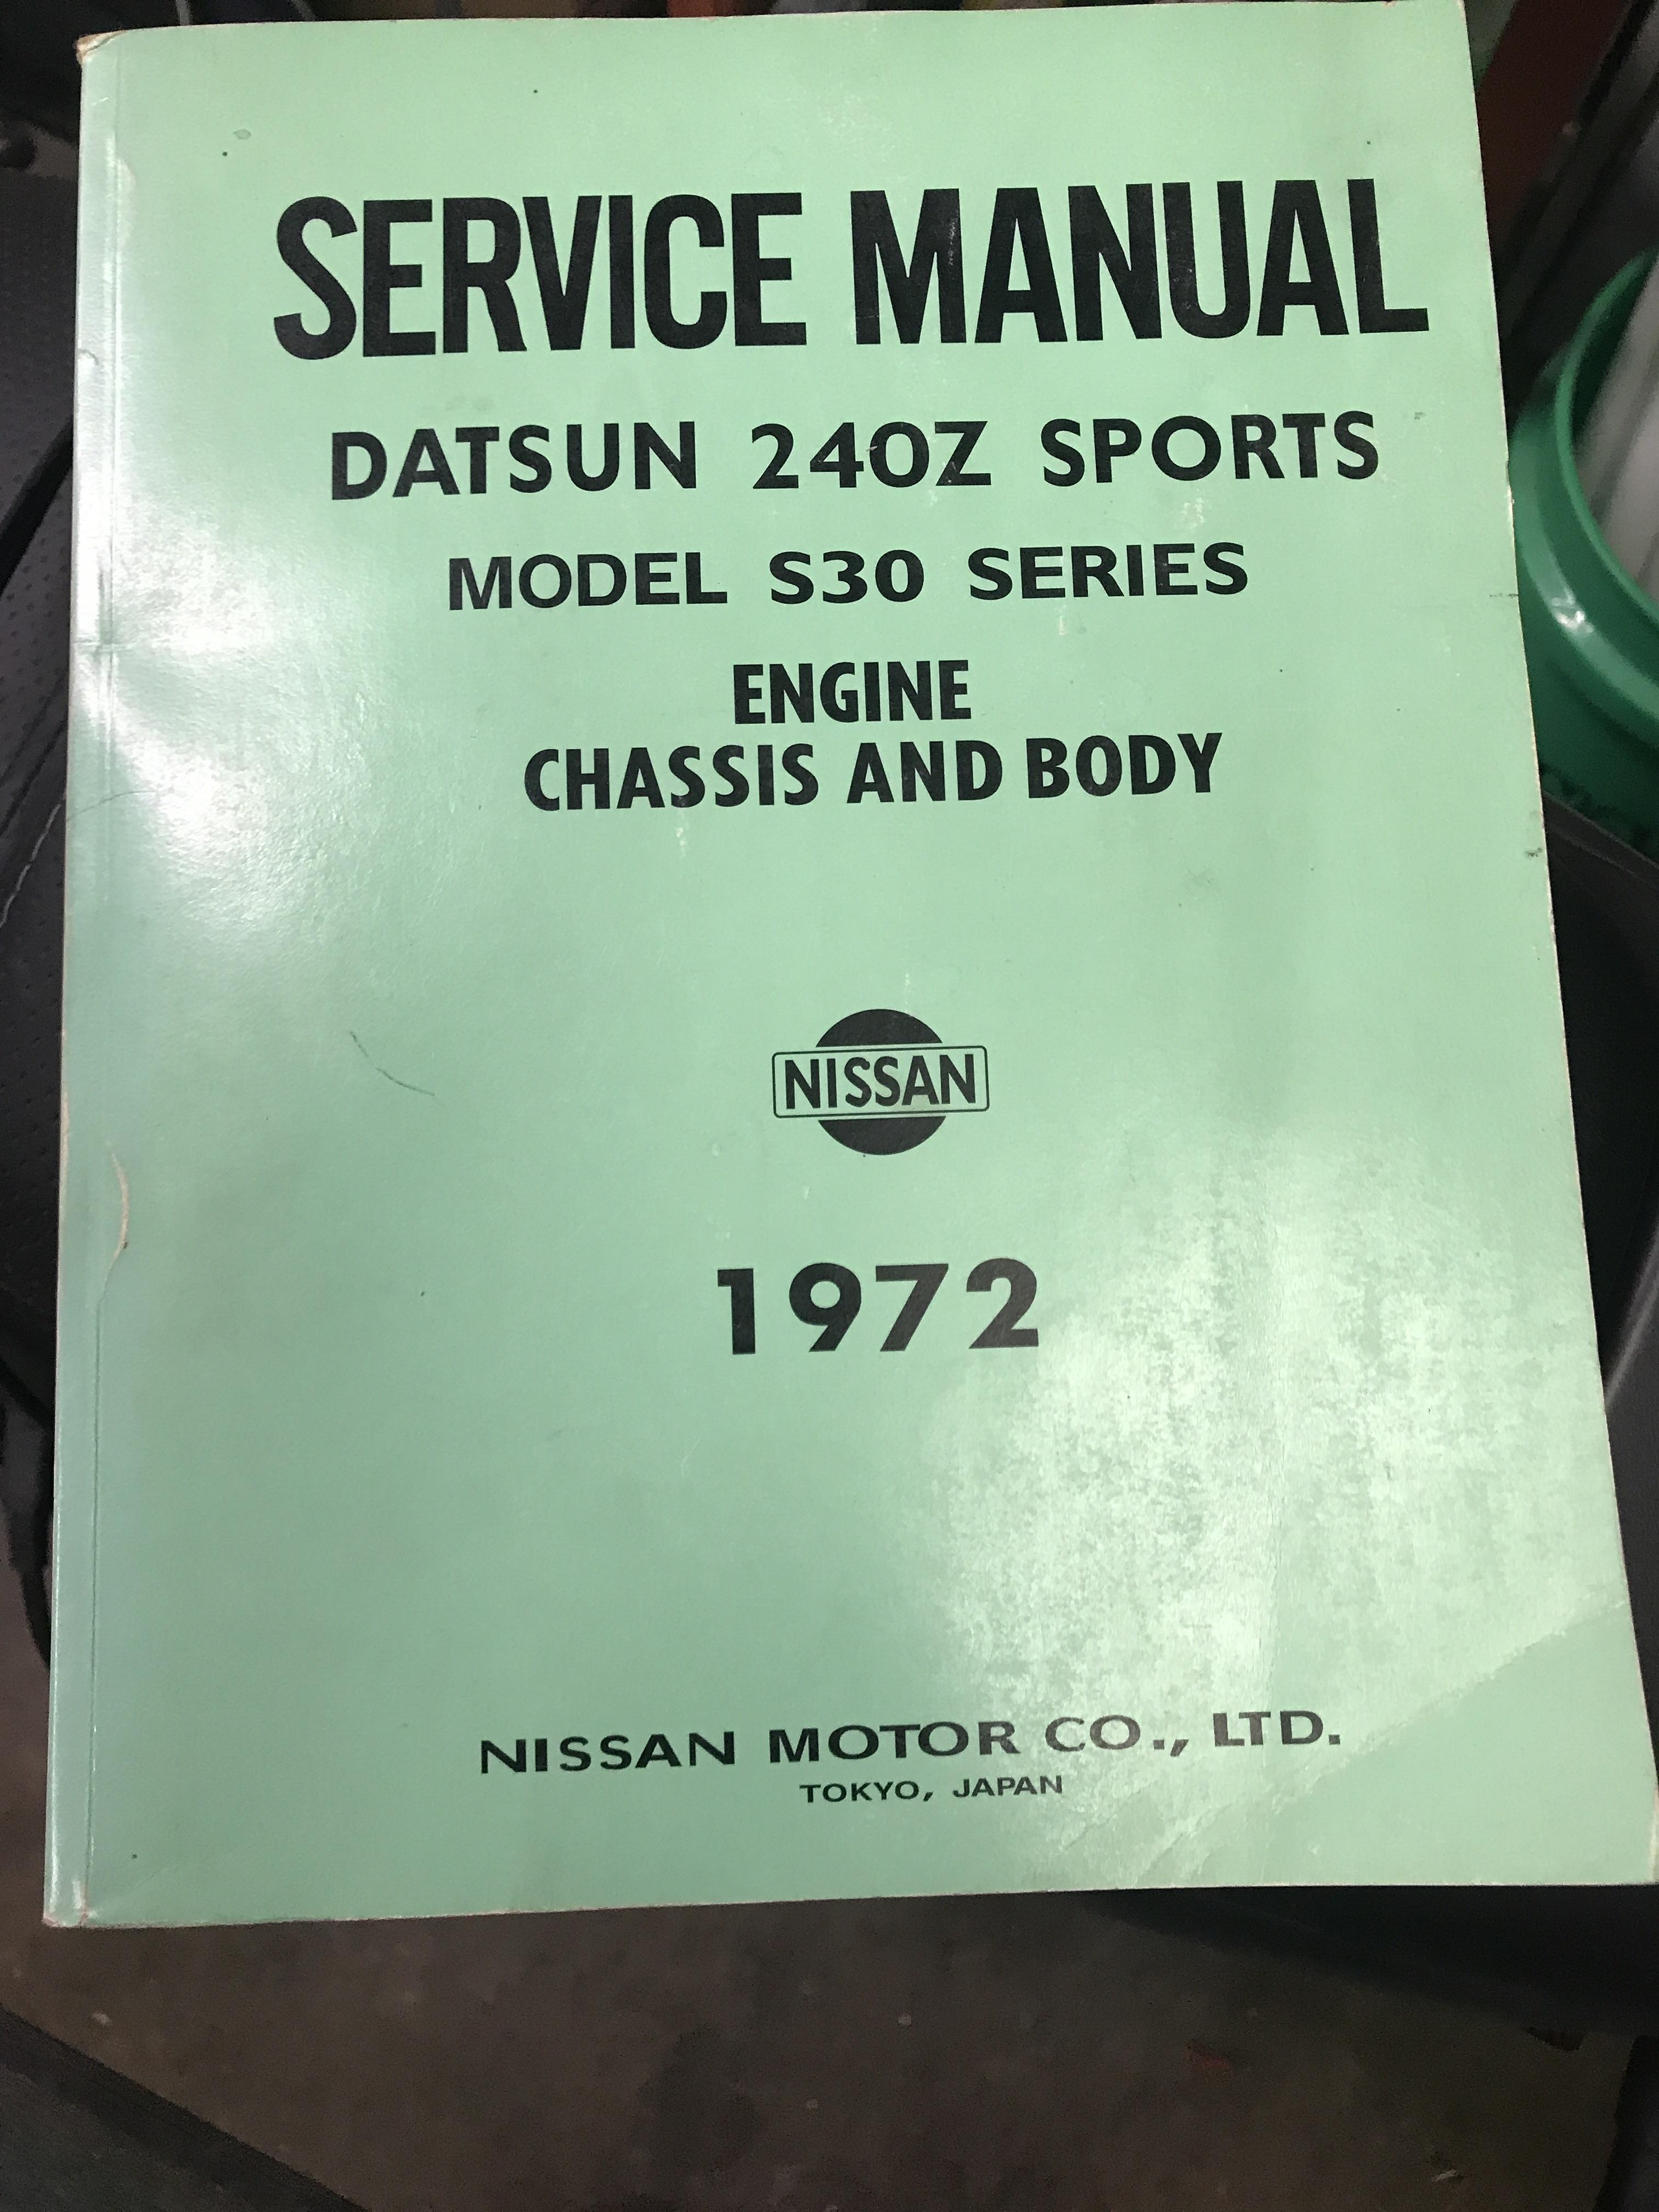 SERVICE MANUAL
DATSUN 240Z SPORTS
MODEL S30 SERIES
ENGINE
CHASSIS AND BODY
NISSAN
1972
NISSAN MOTOR CO., LTD.
TOKYO, JAPAN